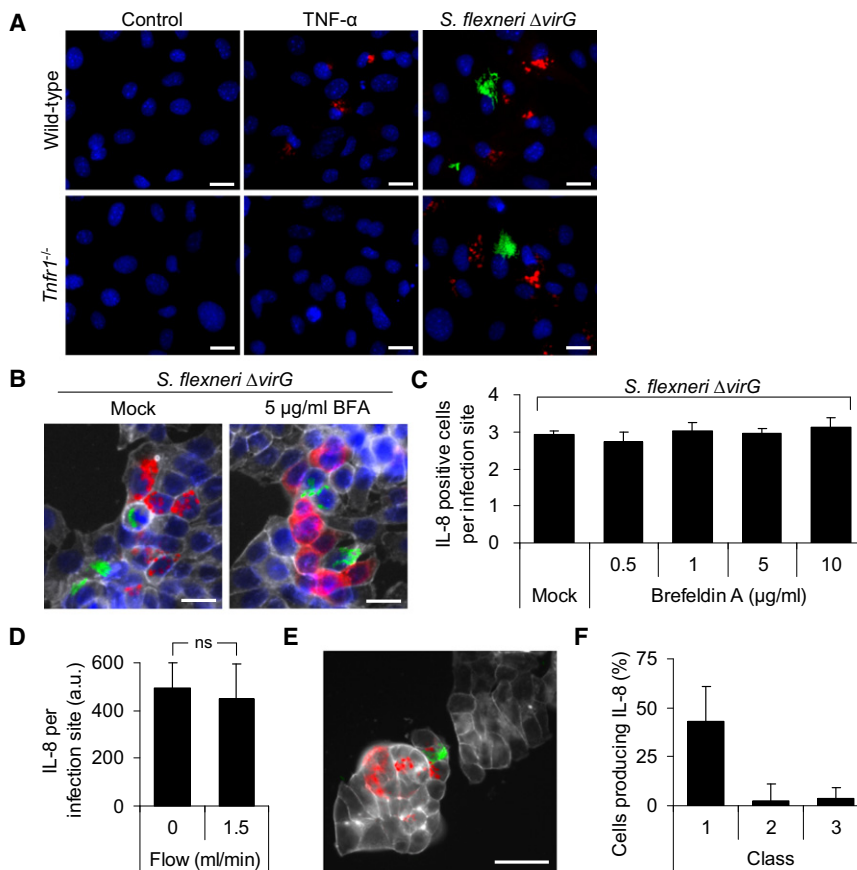 A
Control
TNF-α
S. flexneri ΔvirG
Wild-type
Tnfr1-/-
B
S. flexneri ΔvirG
Mock
5 µg/ml BFA
C
S. flexneri ΔvirG
IL-8 positive cells
per infection site
4
3
2
1
0
0.5
1
5
10
Mock
Brefeldin A (µg/ml)
D
ns
IL-8 per
infection site (a.u.)
600
400
200
0
0
1.5
Flow (ml/min)
E
F
Cells producing IL-8 (%)
75
50
25
0
1
2
3
Class